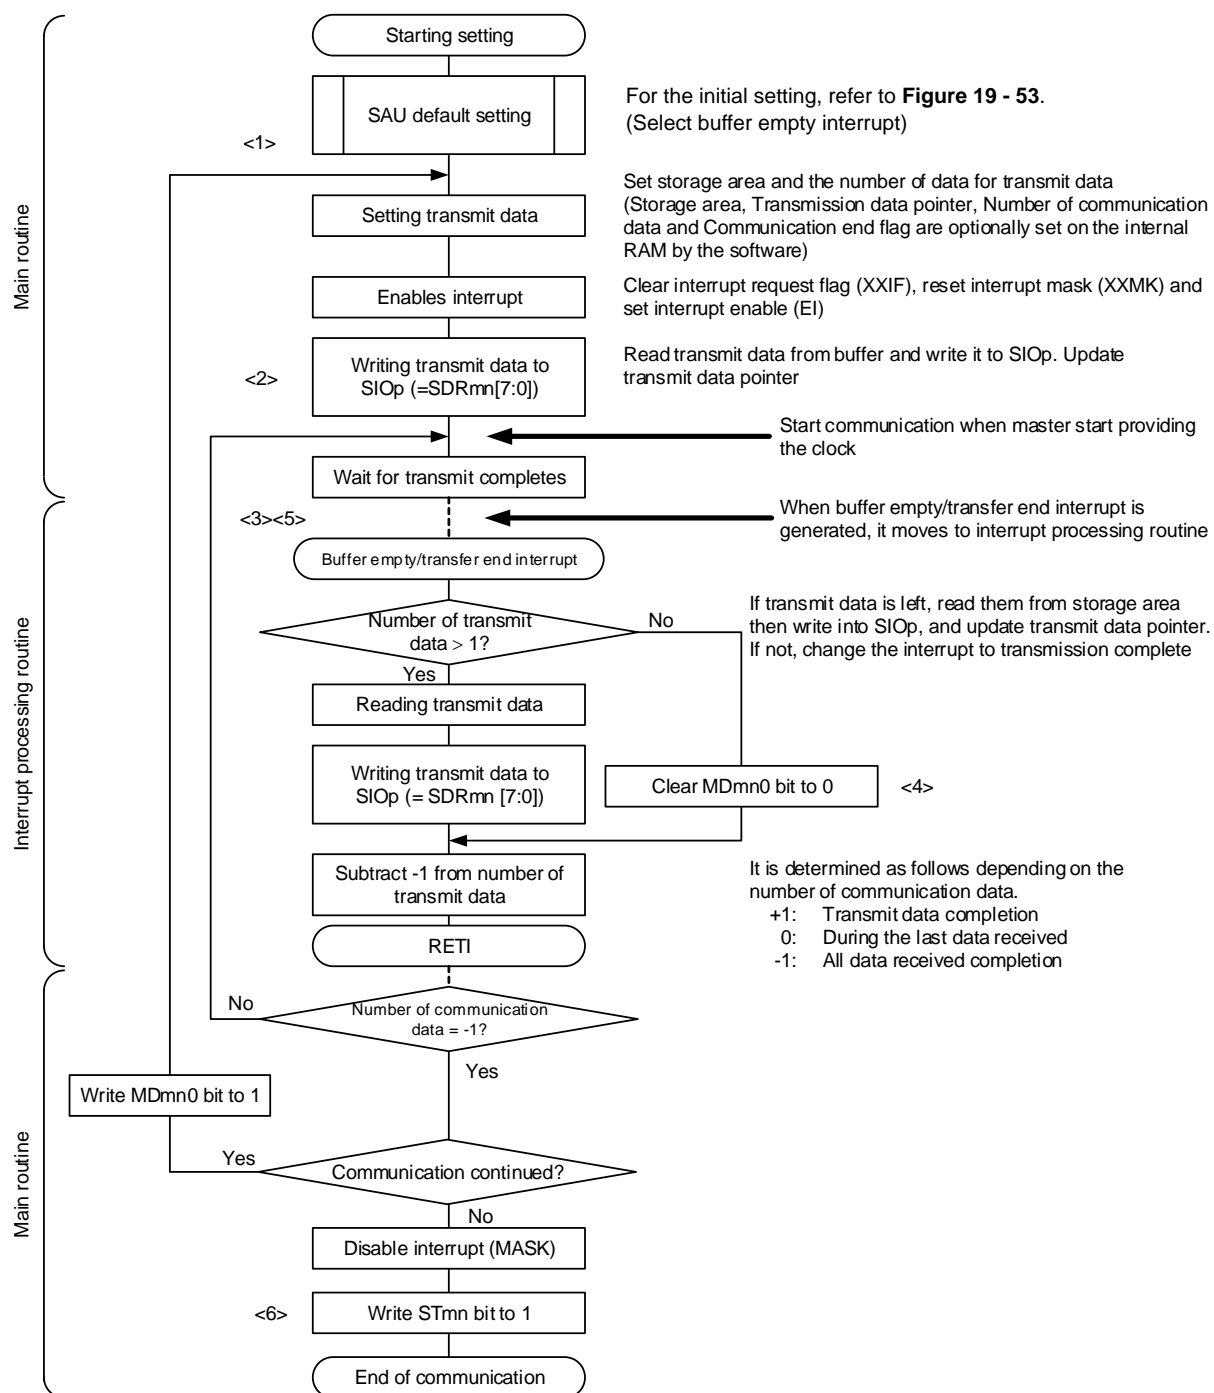 Main routine
Starting setting
SAU default setting
For the initial setting, refer to Figure 19 - 53.
(Select buffer empty interrupt)
<1>
Setting transmit data
Set storage area and the number of data for transmit data
(Storage area, Transmission data pointer, Number of communication
data and Communication end flag are optionally set on the internal
RAM by the software)
Enables interrupt
Clear interrupt request flag (XXIF), reset interrupt mask (XXMK) and
set interrupt enable (EI)
<2>
Writing transmit data to
SIOp (=SDRmn[7:0])
Read transmit data from buffer and write it to SIOp. Update
transmit data pointer
Start communication when master start providing
the clock
Wait for transmit completes
Interrupt processing routine
<3><5>
When buffer empty/transfer end interrupt is
generated, it moves to interrupt processing routine
Buffer empty/transfer end interrupt
Number of transmit
data > 1?
No
Yes
If transmit data is left, read them from storage area
then write into SIOp, and update transmit data pointer.
If not, change the interrupt to transmission complete
Reading transmit data
Writing transmit data to
SIOp (= SDRmn [7:0])
Clear MDmn0 bit to 0
<4>
Subtract -1 from number of
transmit data
It is determined as follows depending on the
number of communication data.
+1: Transmit data completion
0: During the last data received
-1: All data received completion
RETI
Main routine
No
Number of communication
data = -1?
Yes
Write MDmn0 bit to 1
Yes
Communication continued?
No
Disable interrupt (MASK)
<6>
Write STmn bit to 1
End of communication